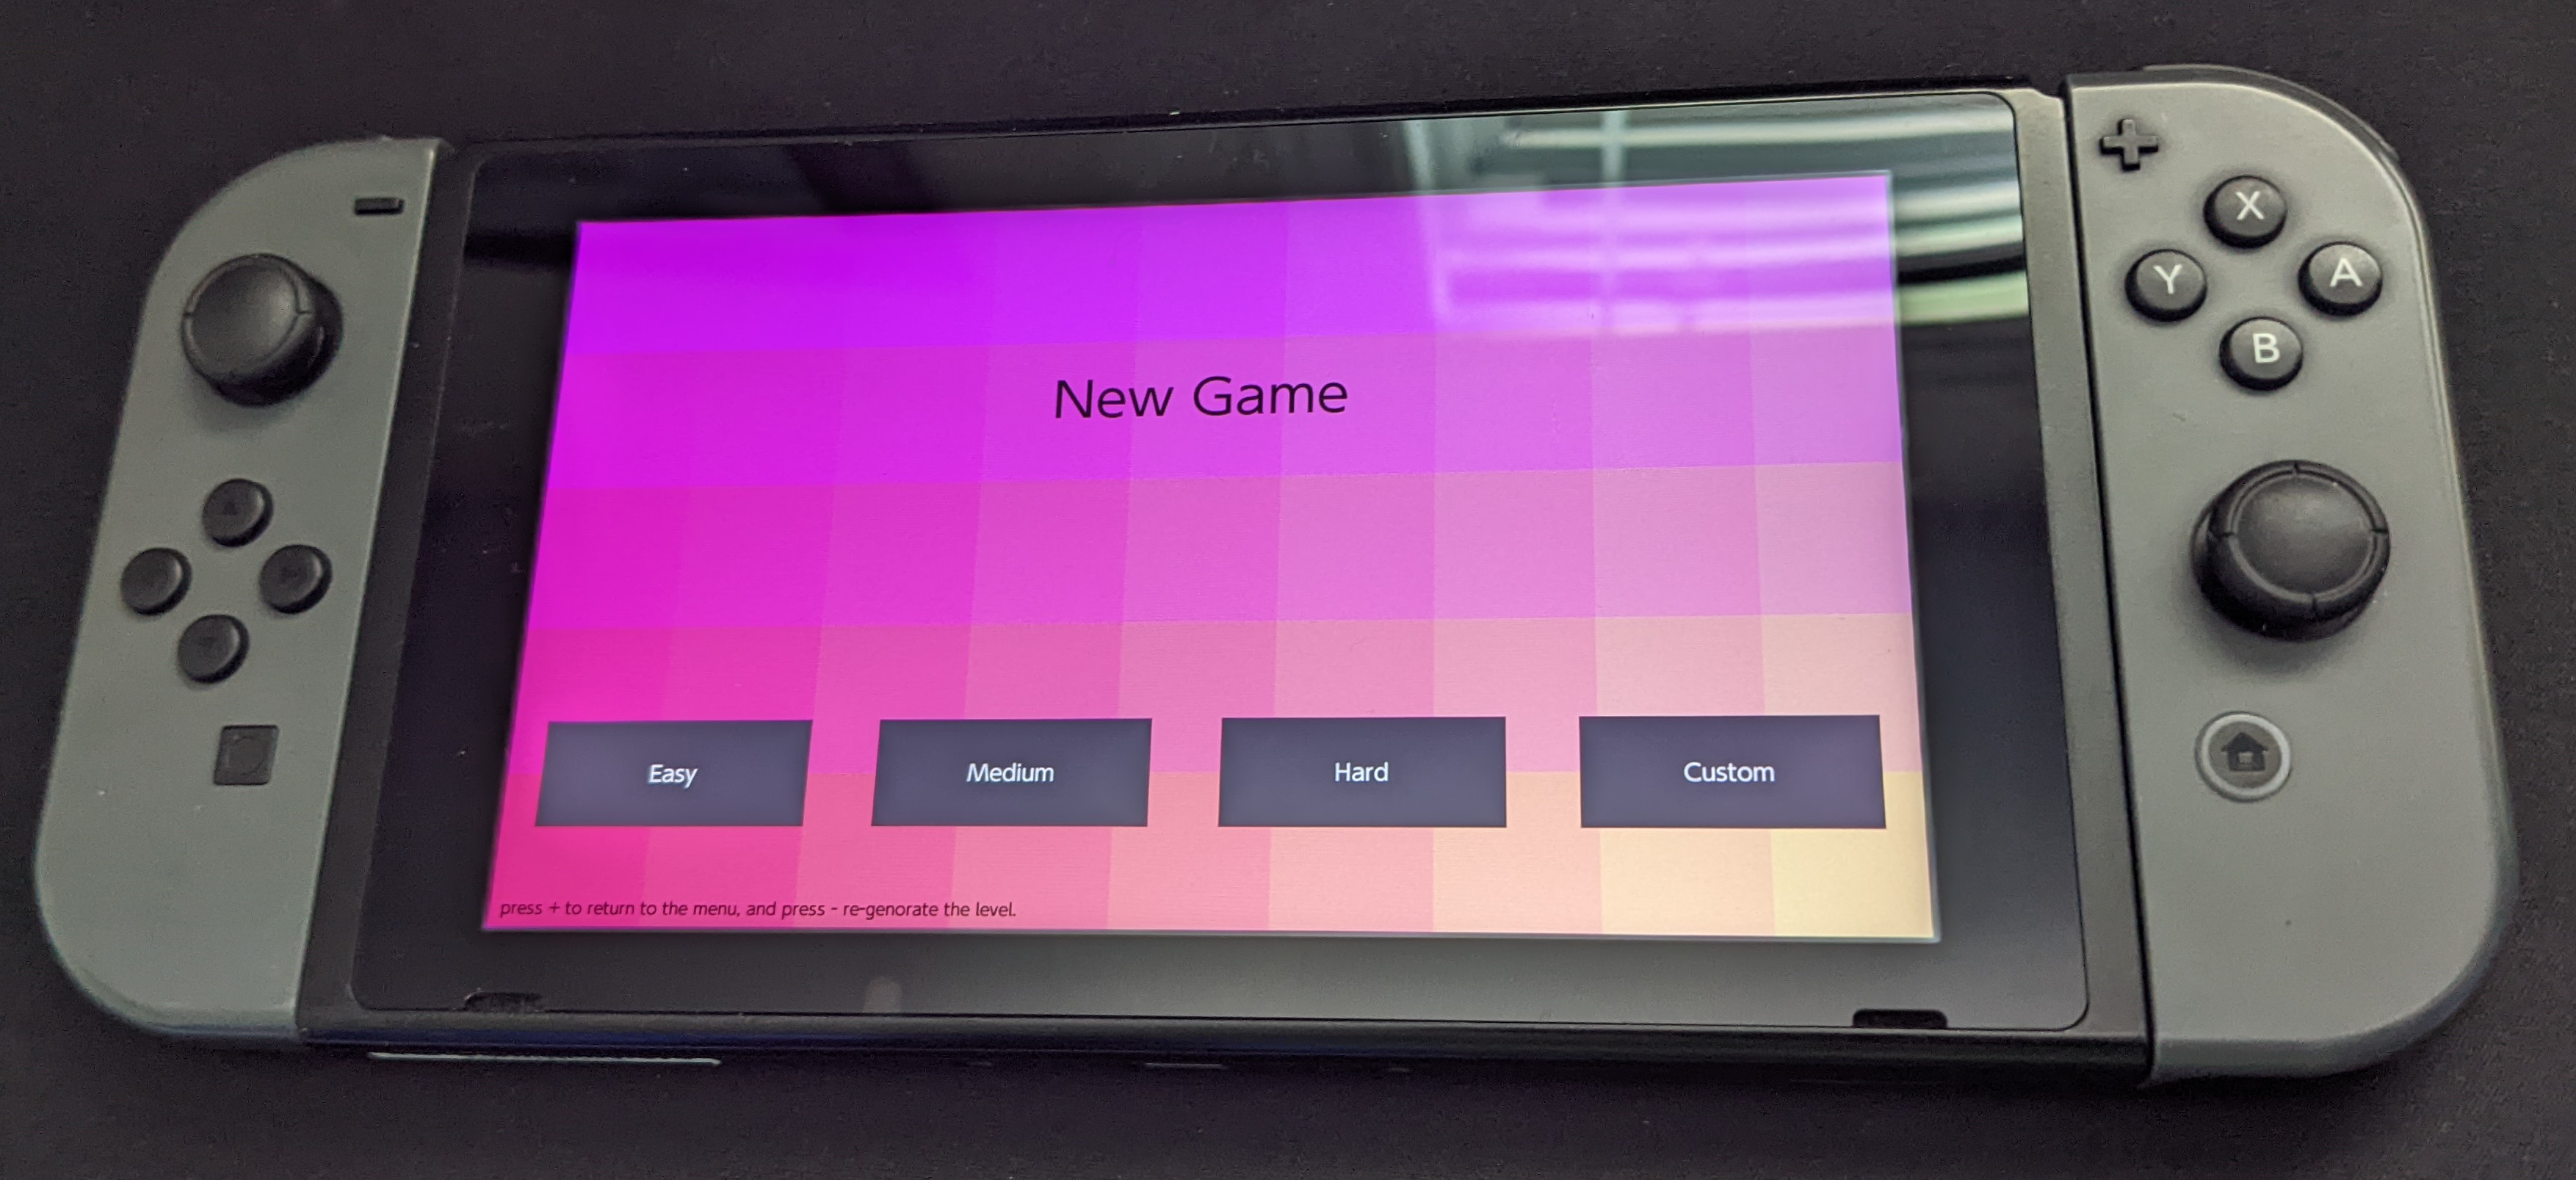 New Game
Easy
Medium
Hard
Custom
press + to return to the menu, and press - re-genorate the level.
X
Y
A
B